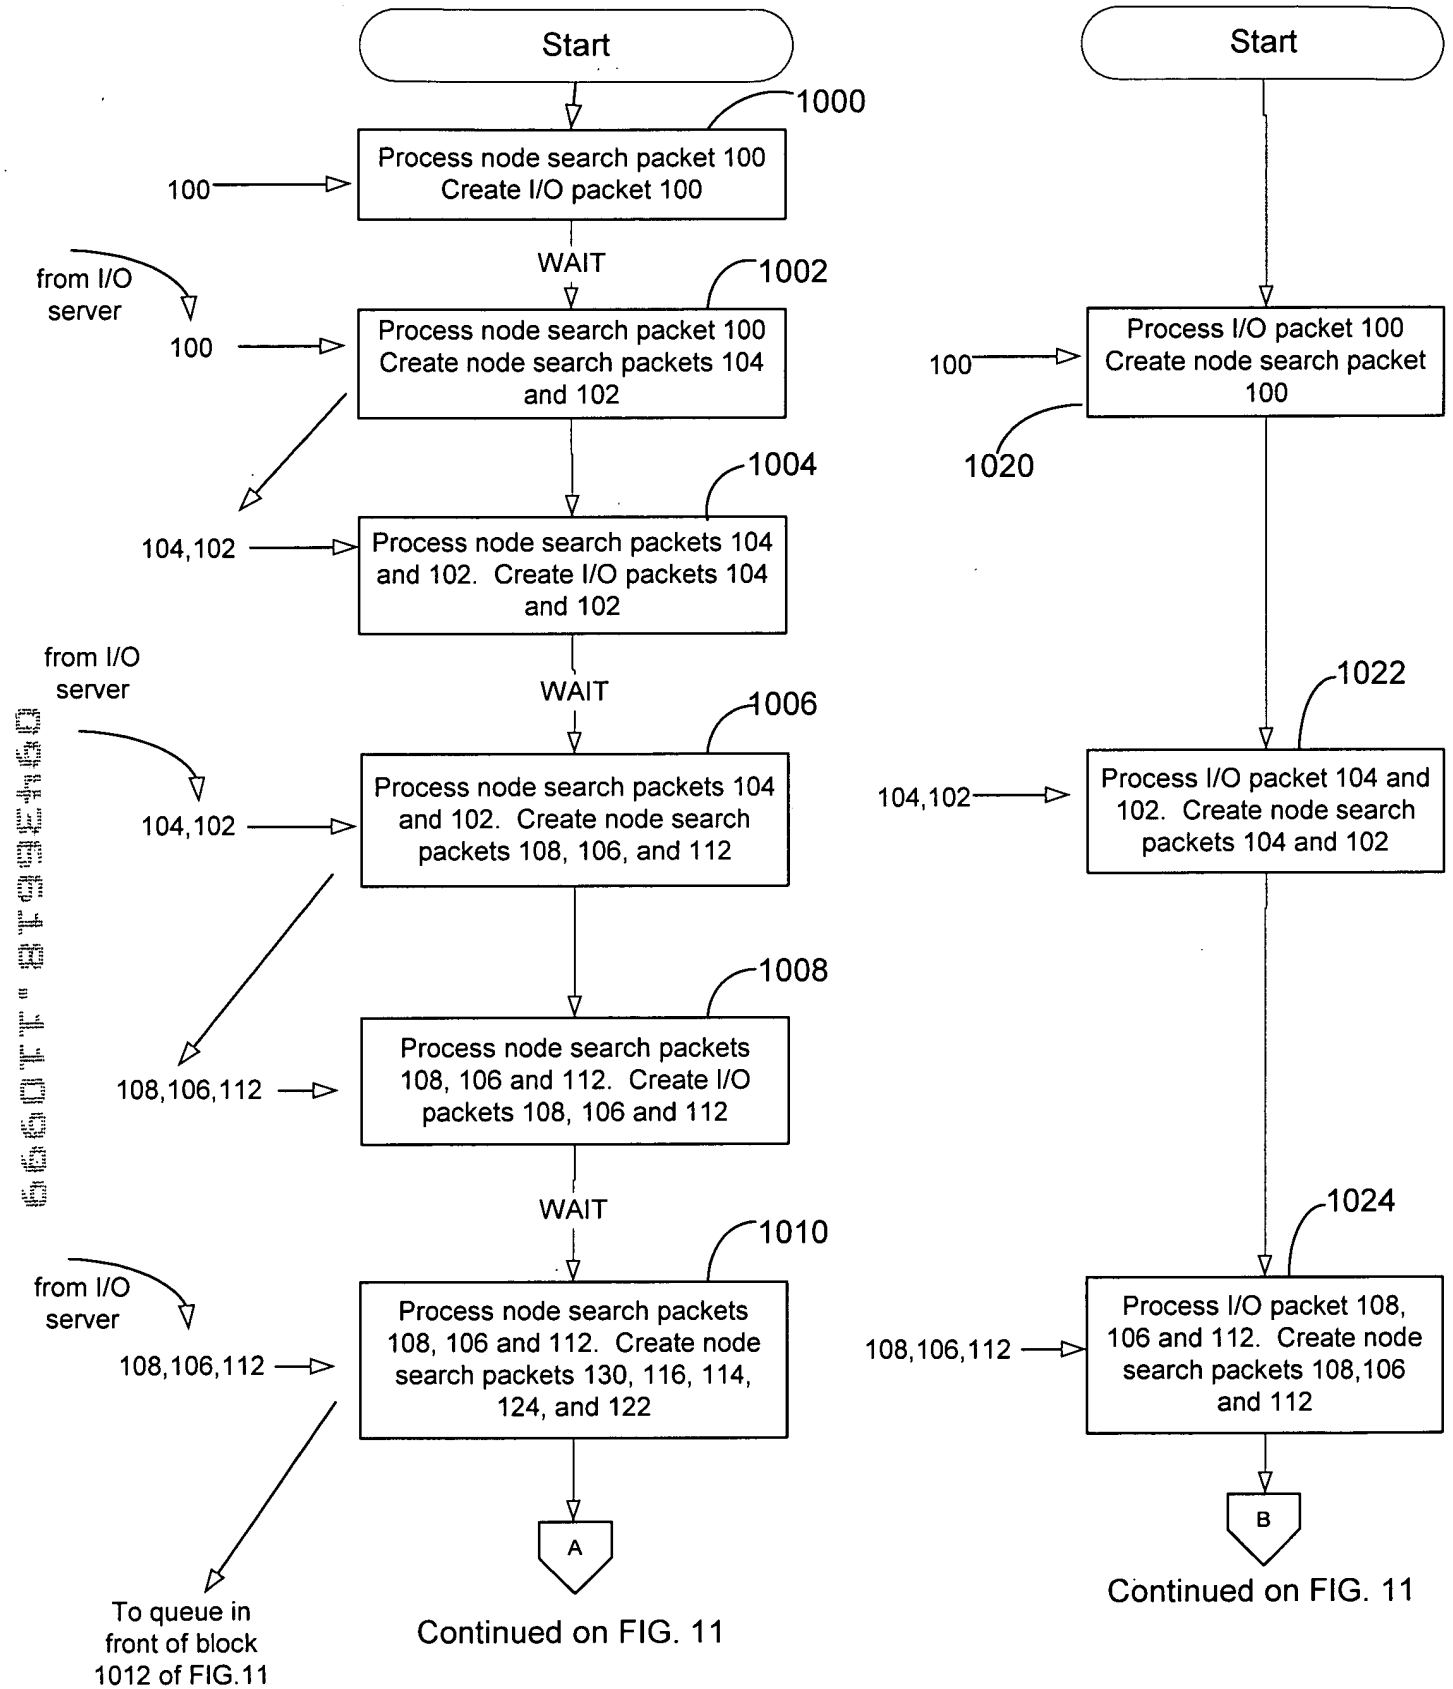 Start
1000
Process node search packet 100
Create I/O packet 100
100
WAIT
from I/O
server
1002
100
Process node search packet 100
Create node search packets 104
and 102
1004
104,102
Process node search packets 104
and 102. Create I/O packets 104
and 102
WAIT
from I/O
server
1006
104,102
Process node search packets 104
and 102. Create node search
packets 108, 106, and 112
1008
108,106,112
Process node search packets
108, 106 and 112. Create I/O
packets 108, 106 and 112
WAIT
from I/O
server
1010
108,106,112
Process node search packets
108, 106 and 112. Create node
search packets 130, 116, 114,
124, and 122
A
Continued on FIG. 11
To queue in
front of block
1012 of FIG.11
Start
100
Process I/O packet 100
Create node search packet
100
1020
1022
104,102
Process I/O packet 104 and
102. Create node search
packets 104 and 102
1024
108,106,112
Process I/O packet 108,
106 and 112. Create node
search packets 108,106
and 112
B
Continued on FIG. 11